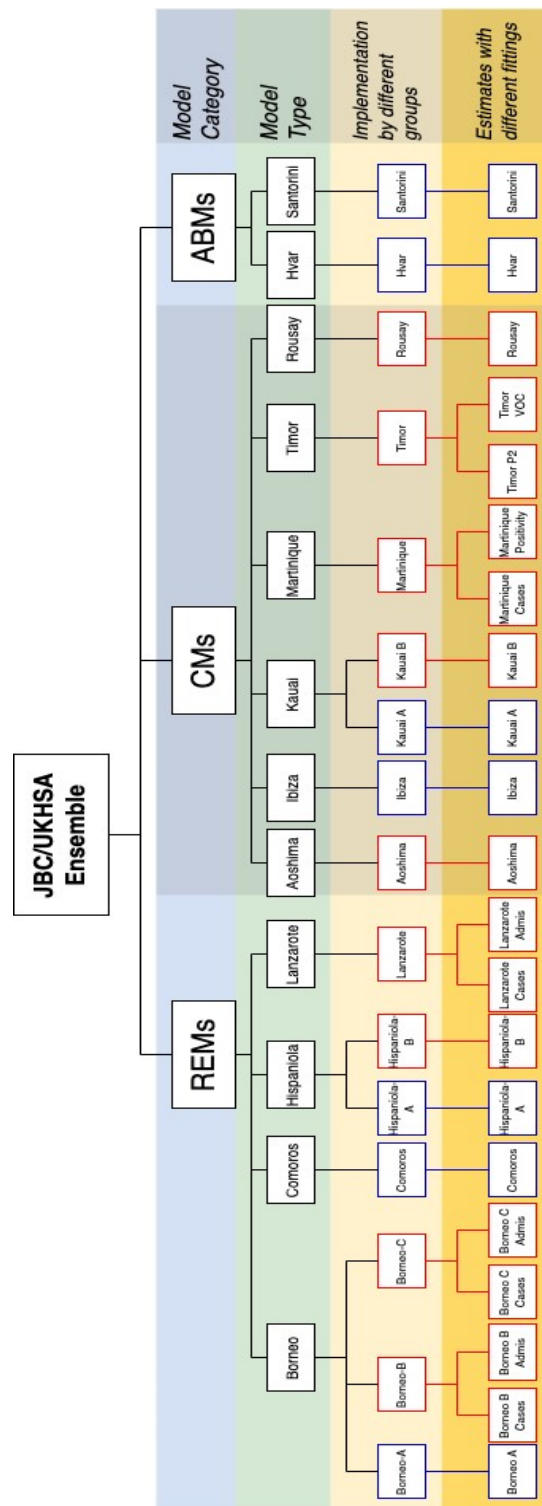 JBC/UKHSA
Ensemble
REMs
CMs
ABMs
Model
Category
Borneo
Comoros
Hispaniola
Lanzarote
Aoshima
Ibiza
Kauai
Martinique
Timor
Rousay
Hvar
Santorini
Model
Type
Borneo-A
Borneo-B
Borneo-C
Comoros
Hispaniola-
A
Hispaniola-
B
Lanzarote
Aoshima
Ibiza
Kauai A
Kauai B
Martinique
Timor
Rousay
Hvar
Santorini
Implementation
by different
groups
Borneo A
Borneo B
Cases
Borneo B
Admis
Borneo C
Cases
Borneo C
Admis
Comoros
Hispaniola-
A
Hispaniola-
B
Lanzarote
Cases
Lanzarote
Admis
Aoshima
Ibiza
Kauai A
Kauai B
Martinique
Cases
Martinique
Positivity
Timor P2
Timor
VOC
Rousay
Hvar
Santorini
Estimates with
different fittings